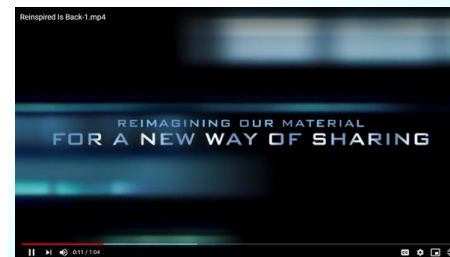 Reinspired Is Back-1.mp4
REIMAGINING OUR MATERIAL
FOR A NEW WAY OF SHARING
0:11 / 1:04